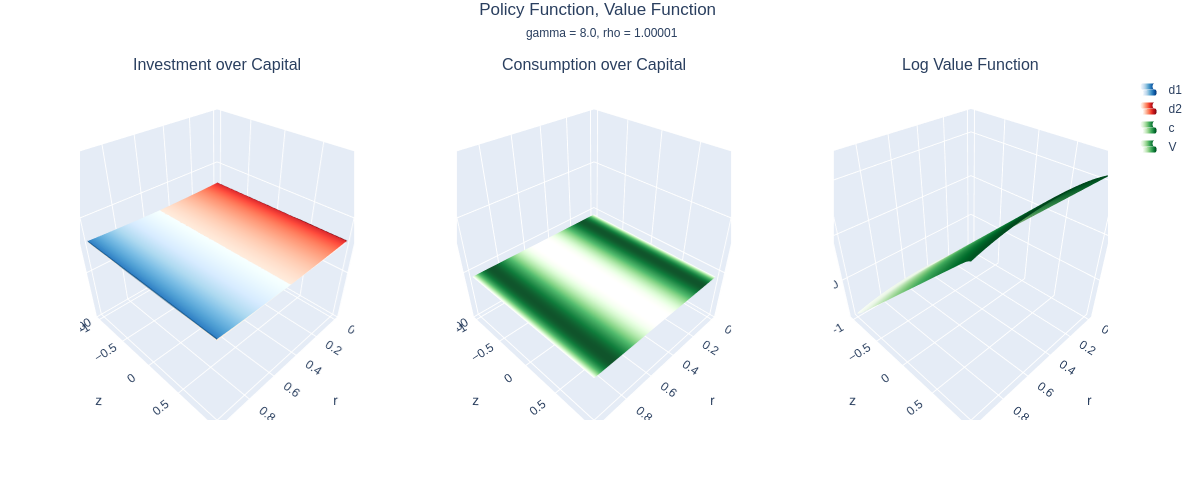 Policy Function, Value Function
gamma = 8.0, rho = 1.00001
Investment over Capital
Consumption over Capital
Log Value Function
d1
d2
c
V
−0.5
0
0.5
z
0
0.2
0.4
0.6
0.8
r
−0.5
0
0.5
z
0
0.2
0.4
0.6
0.8
r
0
−1
−0.5
0
0.5
z
0
0.2
0.4
0.6
0.8
r